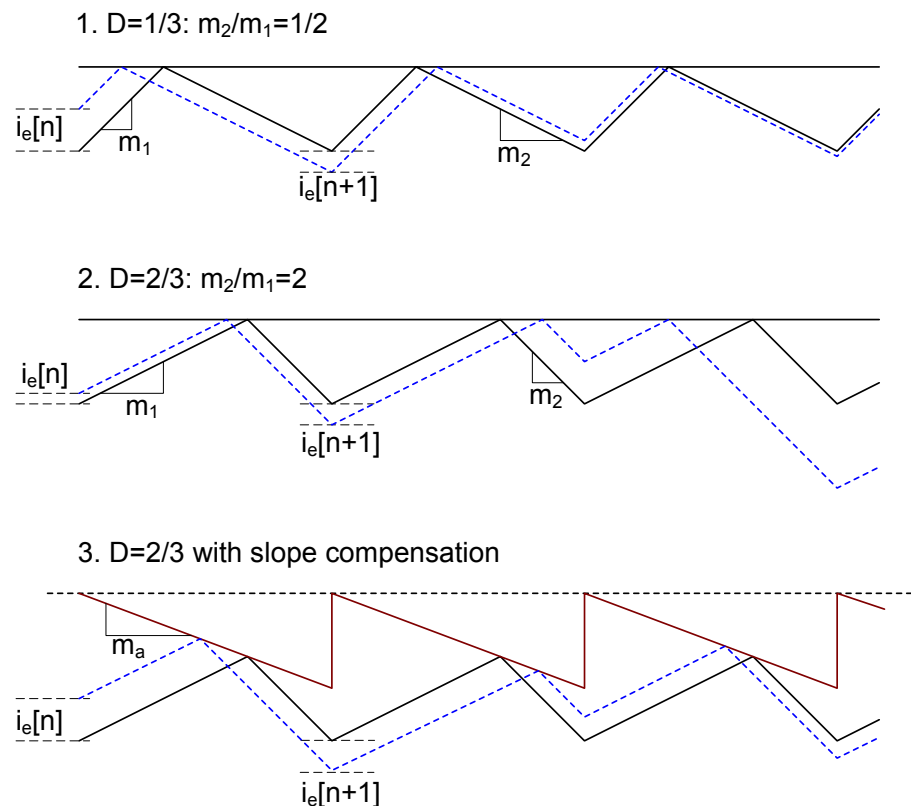 1. D=1/3: m₂/m₁=1/2
iₑ[n]
m₁
m₂
iₑ[n+1]
2. D=2/3: m₂/m₁=2
iₑ[n]
m₁
m₂
iₑ[n+1]
3. D=2/3 with slope compensation
mₐ
iₑ[n]
iₑ[n+1]